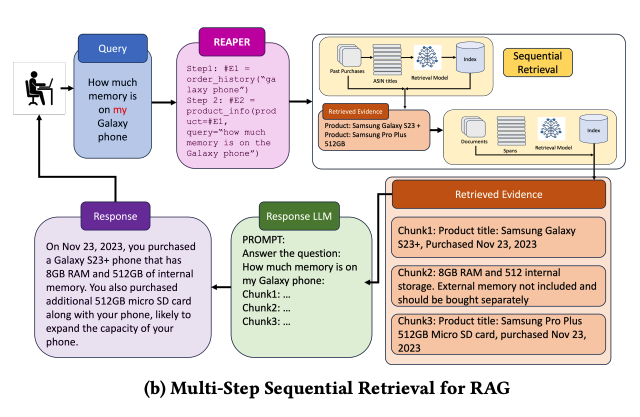 Query
How much
memory is
on my
Galaxy
phone
REAPER
Step1: #E1 =
order_history("ga
laxy phone")
Step 2: #E2 =
product_info(prod
uct=#E1,
query="how much
memory is on the
Galaxy phone")
Past Purchases
ASIN titles
Retrieval Model
Index
Sequential
Retrieval
Retrieved Evidence
Product: Samsung Galaxy S23 +
Product: Samsung Pro Plus
512GB
Documents
Spans
Retrieval Model
Index
Retrieved Evidence
Chunk1: Product title: Samsung Galaxy
S23+, Purchased Nov 23, 2023
Chunk2: 8GB RAM and 512 internal
storage. External memory not included and
should be bought separately
Chunk3: Product title: Samsung Pro Plus
512GB Micro SD card, purchased Nov 23,
2023
Response LLM
PROMPT:
Answer the question:
How much memory is on
my Galaxy phone:
Chunk1: ...
Chunk2: ...
Chunk3: ...
Response
On Nov 23, 2023, you purchased
a Galaxy S23+ phone that has
8GB RAM and 512GB of internal
memory. You also purchased
additional 512GB micro SD card
along with your phone, likely to
expand the capacity of your
phone.
(b) Multi-Step Sequential Retrieval for RAG